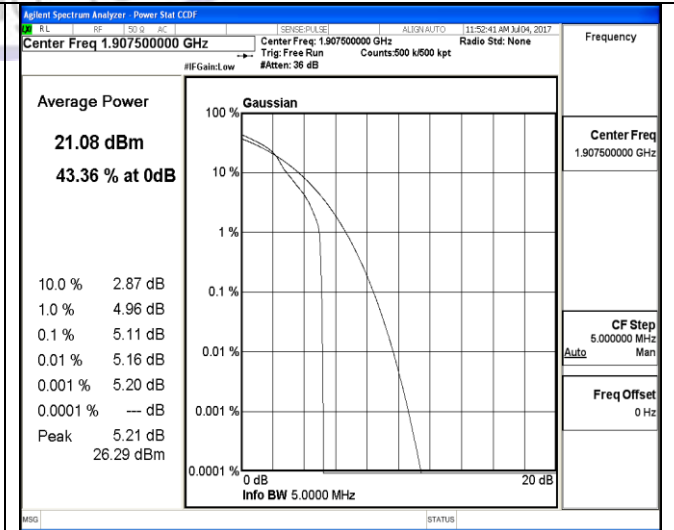 Agilent Spectrum Analyzer - Power Stat CCDF
RL RF 50 Ω AC SENSE:PULSE ALIGN AUTO 11:52:41 AM Jul 04, 2017
Center Freq 1.907500000 GHz
Center Freq: 1.907500000 GHz Radio Std: None
Trig: Free Run Counts:500 k/500 kpt
#IFGain:Low #Atten: 36 dB
Frequency
Average Power
21.08 dBm
43.36 % at 0dB
10.0 % 2.87 dB
1.0 % 4.96 dB
0.1 % 5.11 dB
0.01 % 5.16 dB
0.001 % 5.20 dB
0.0001 % --- dB
Peak 5.21 dB
26.29 dBm
Gaussian
100 %
10 %
1 %
0.1 %
0.01 %
0.001 %
0.0001 %
0 dB 20 dB
Info BW 5.0000 MHz
Center Freq
1.907500000 GHz
CF Step
5.000000 MHz
Auto Man
Freq Offset
0 Hz
MSG STATUS